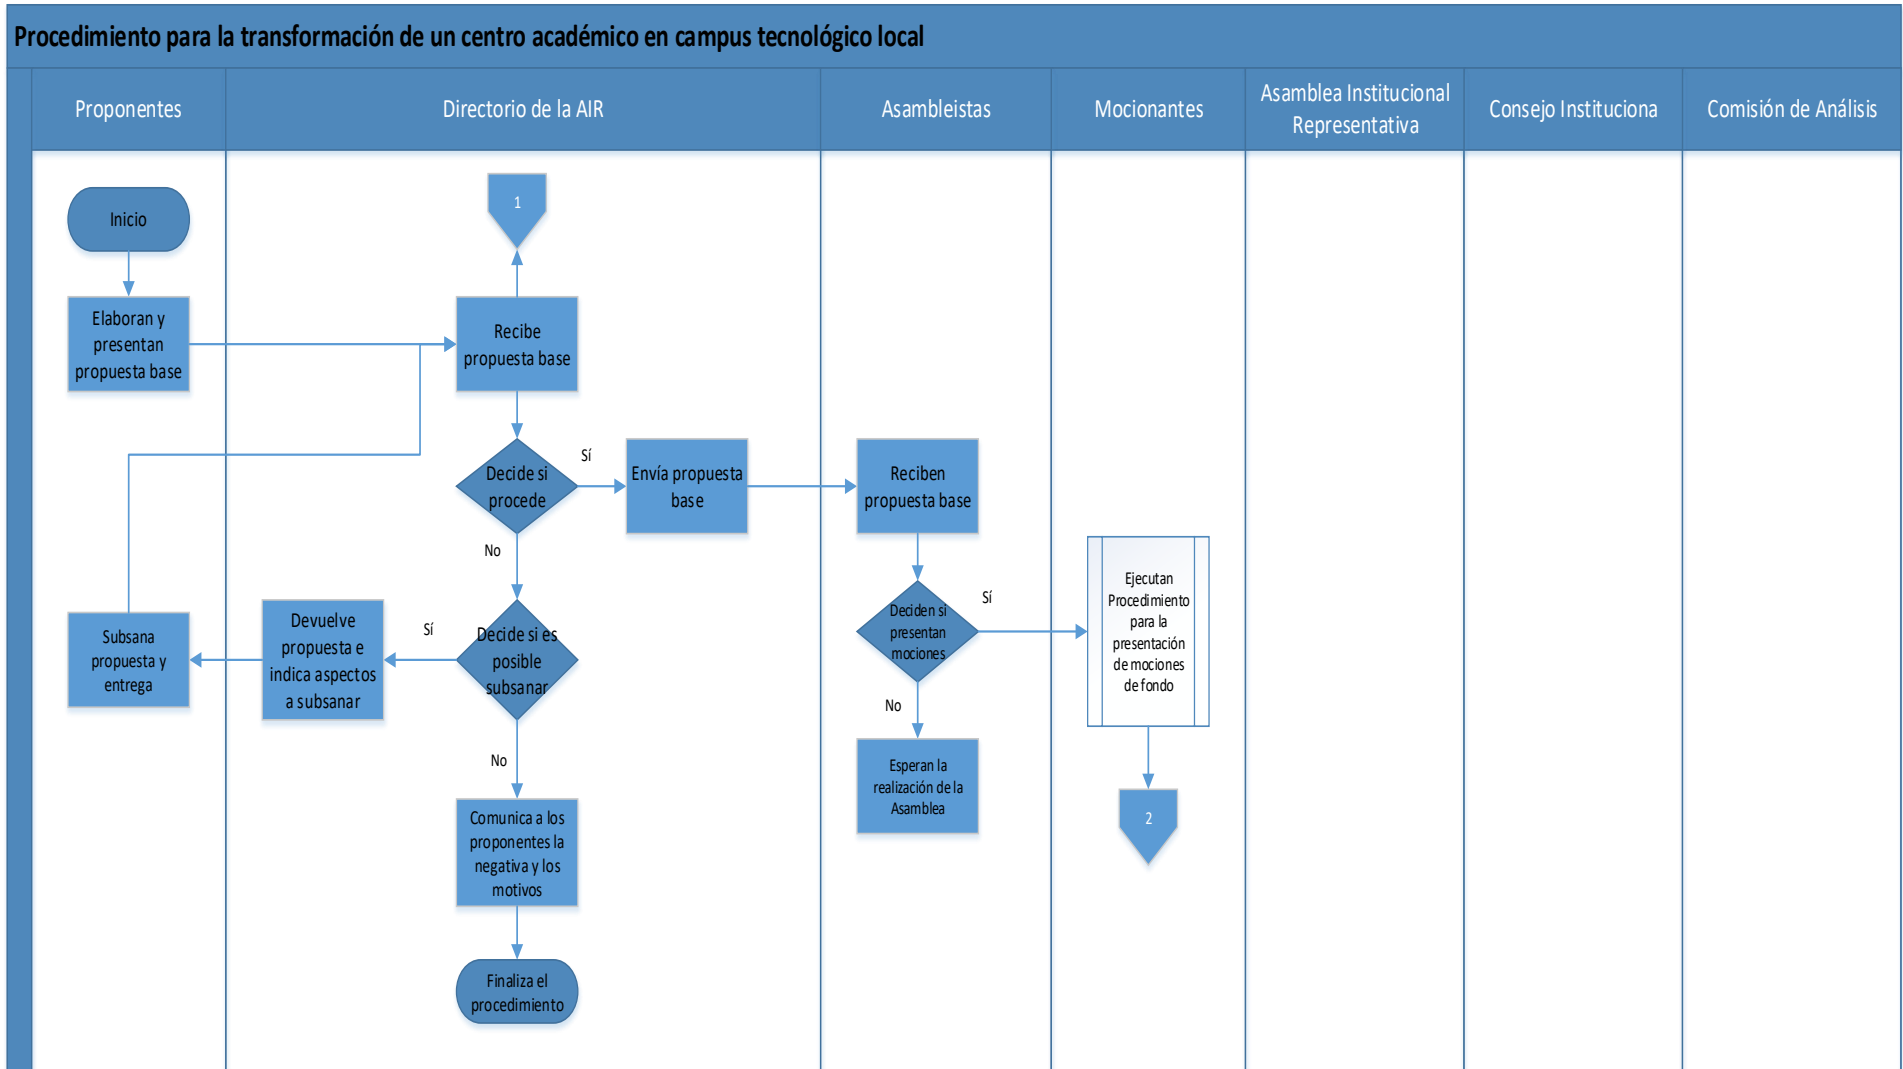 Procedimiento para la transformación de un centro académico en campus tecnológico local
Proponentes
Directorio de la AIR
Asambleistas
Mocionantes
Asamblea Institucional
Representativa
Consejo Instituciona
Comisión de Análisis
Inicio
1
Elaboran y
presentan
propuesta base
Recibe
propuesta base
Decide si
procede
Sí
Envía propuesta
base
Reciben
propuesta base
No
Decide si es
posible
subsanar
Sí
Devuelve
propuesta e
indica aspectos
a subsanar
Subsana
propuesta y
entrega
Deciden si
presentan
mociones
Sí
Ejecutan
Procedimiento
para la
presentación
de mociones
de fondo
No
Esperan la
realización de la
Asamblea
2
No
Comunica a los
proponentes la
negativa y los
motivos
Finaliza el
procedimiento